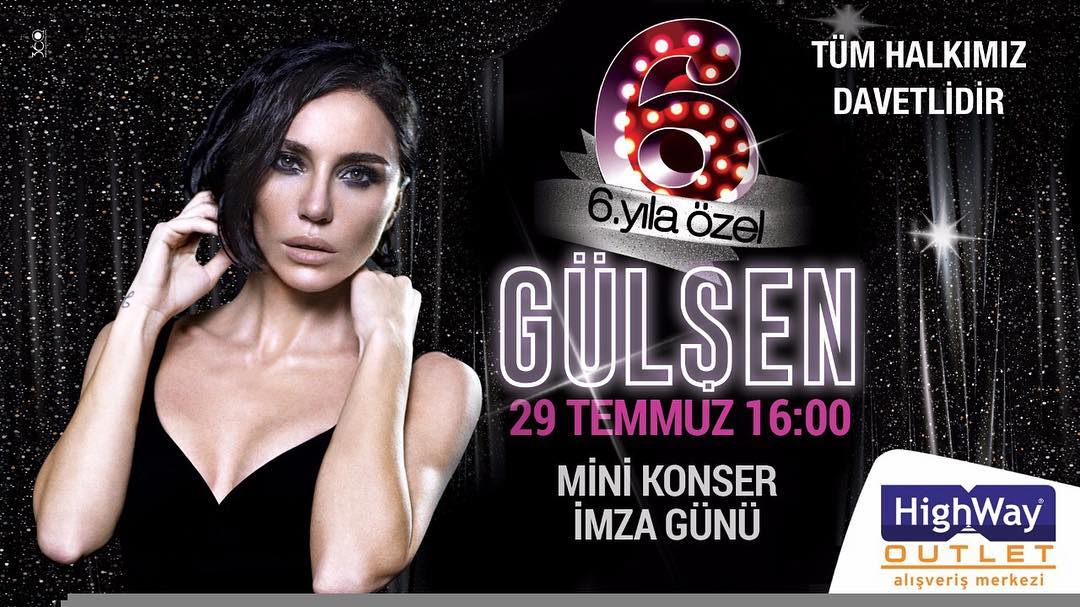 TÜM HALKIMIZ
DAVETLİDİR
6
6.yıla özel
GÜLŞEN
29 TEMMUZ 16:00
MİNİ KONSER
İMZA GÜNÜ
HighWay®
OUTLET
alışveriş merkezi